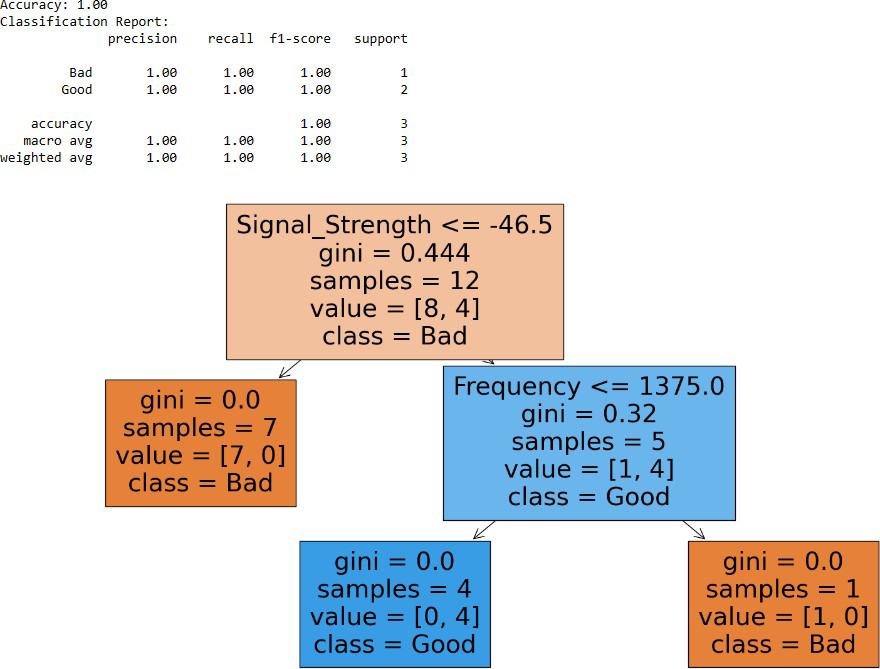 Accuracy: 1.00
Classification Report:
precision recall f1-score support
Bad 1.00 1.00 1.00 1
Good 1.00 1.00 1.00 2
accuracy 1.00 3
macro avg 1.00 1.00 1.00 3
weighted avg 1.00 1.00 1.00 3
Signal_Strength <= -46.5
gini = 0.444
samples = 12
value = [8, 4]
class = Bad
gini = 0.0
samples = 7
value = [7, 0]
class = Bad
Frequency <= 1375.0
gini = 0.32
samples = 5
value = [1, 4]
class = Good
gini = 0.0
samples = 4
value = [0, 4]
class = Good
gini = 0.0
samples = 1
value = [1, 0]
class = Bad